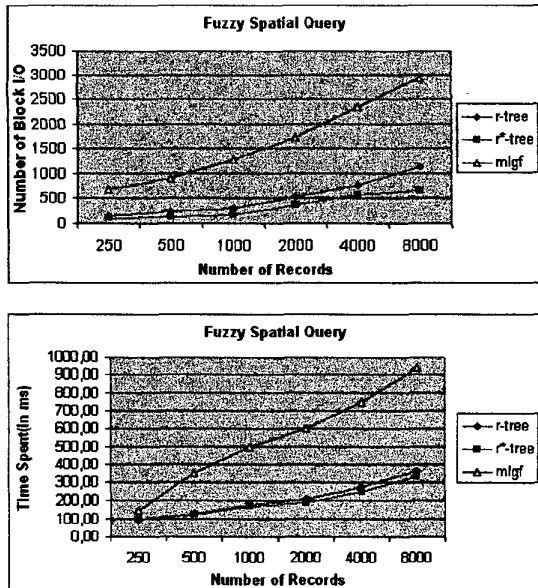 Fuzzy Spatial Query
3500
3000
2500
2000
1500
1000
500
0
Number of Block I/O
250 500 1000 2000 4000 8000
Number of Records
r-tree
r*-tree
mlgf
Fuzzy Spatial Query
1000,00
900,00
800,00
700,00
600,00
500,00
400,00
300,00
200,00
100,00
00,00
Time Spent(In ms)
250 500 1000 2000 4000 8000
Number of Records
r-tree
r*-tree
mlgf